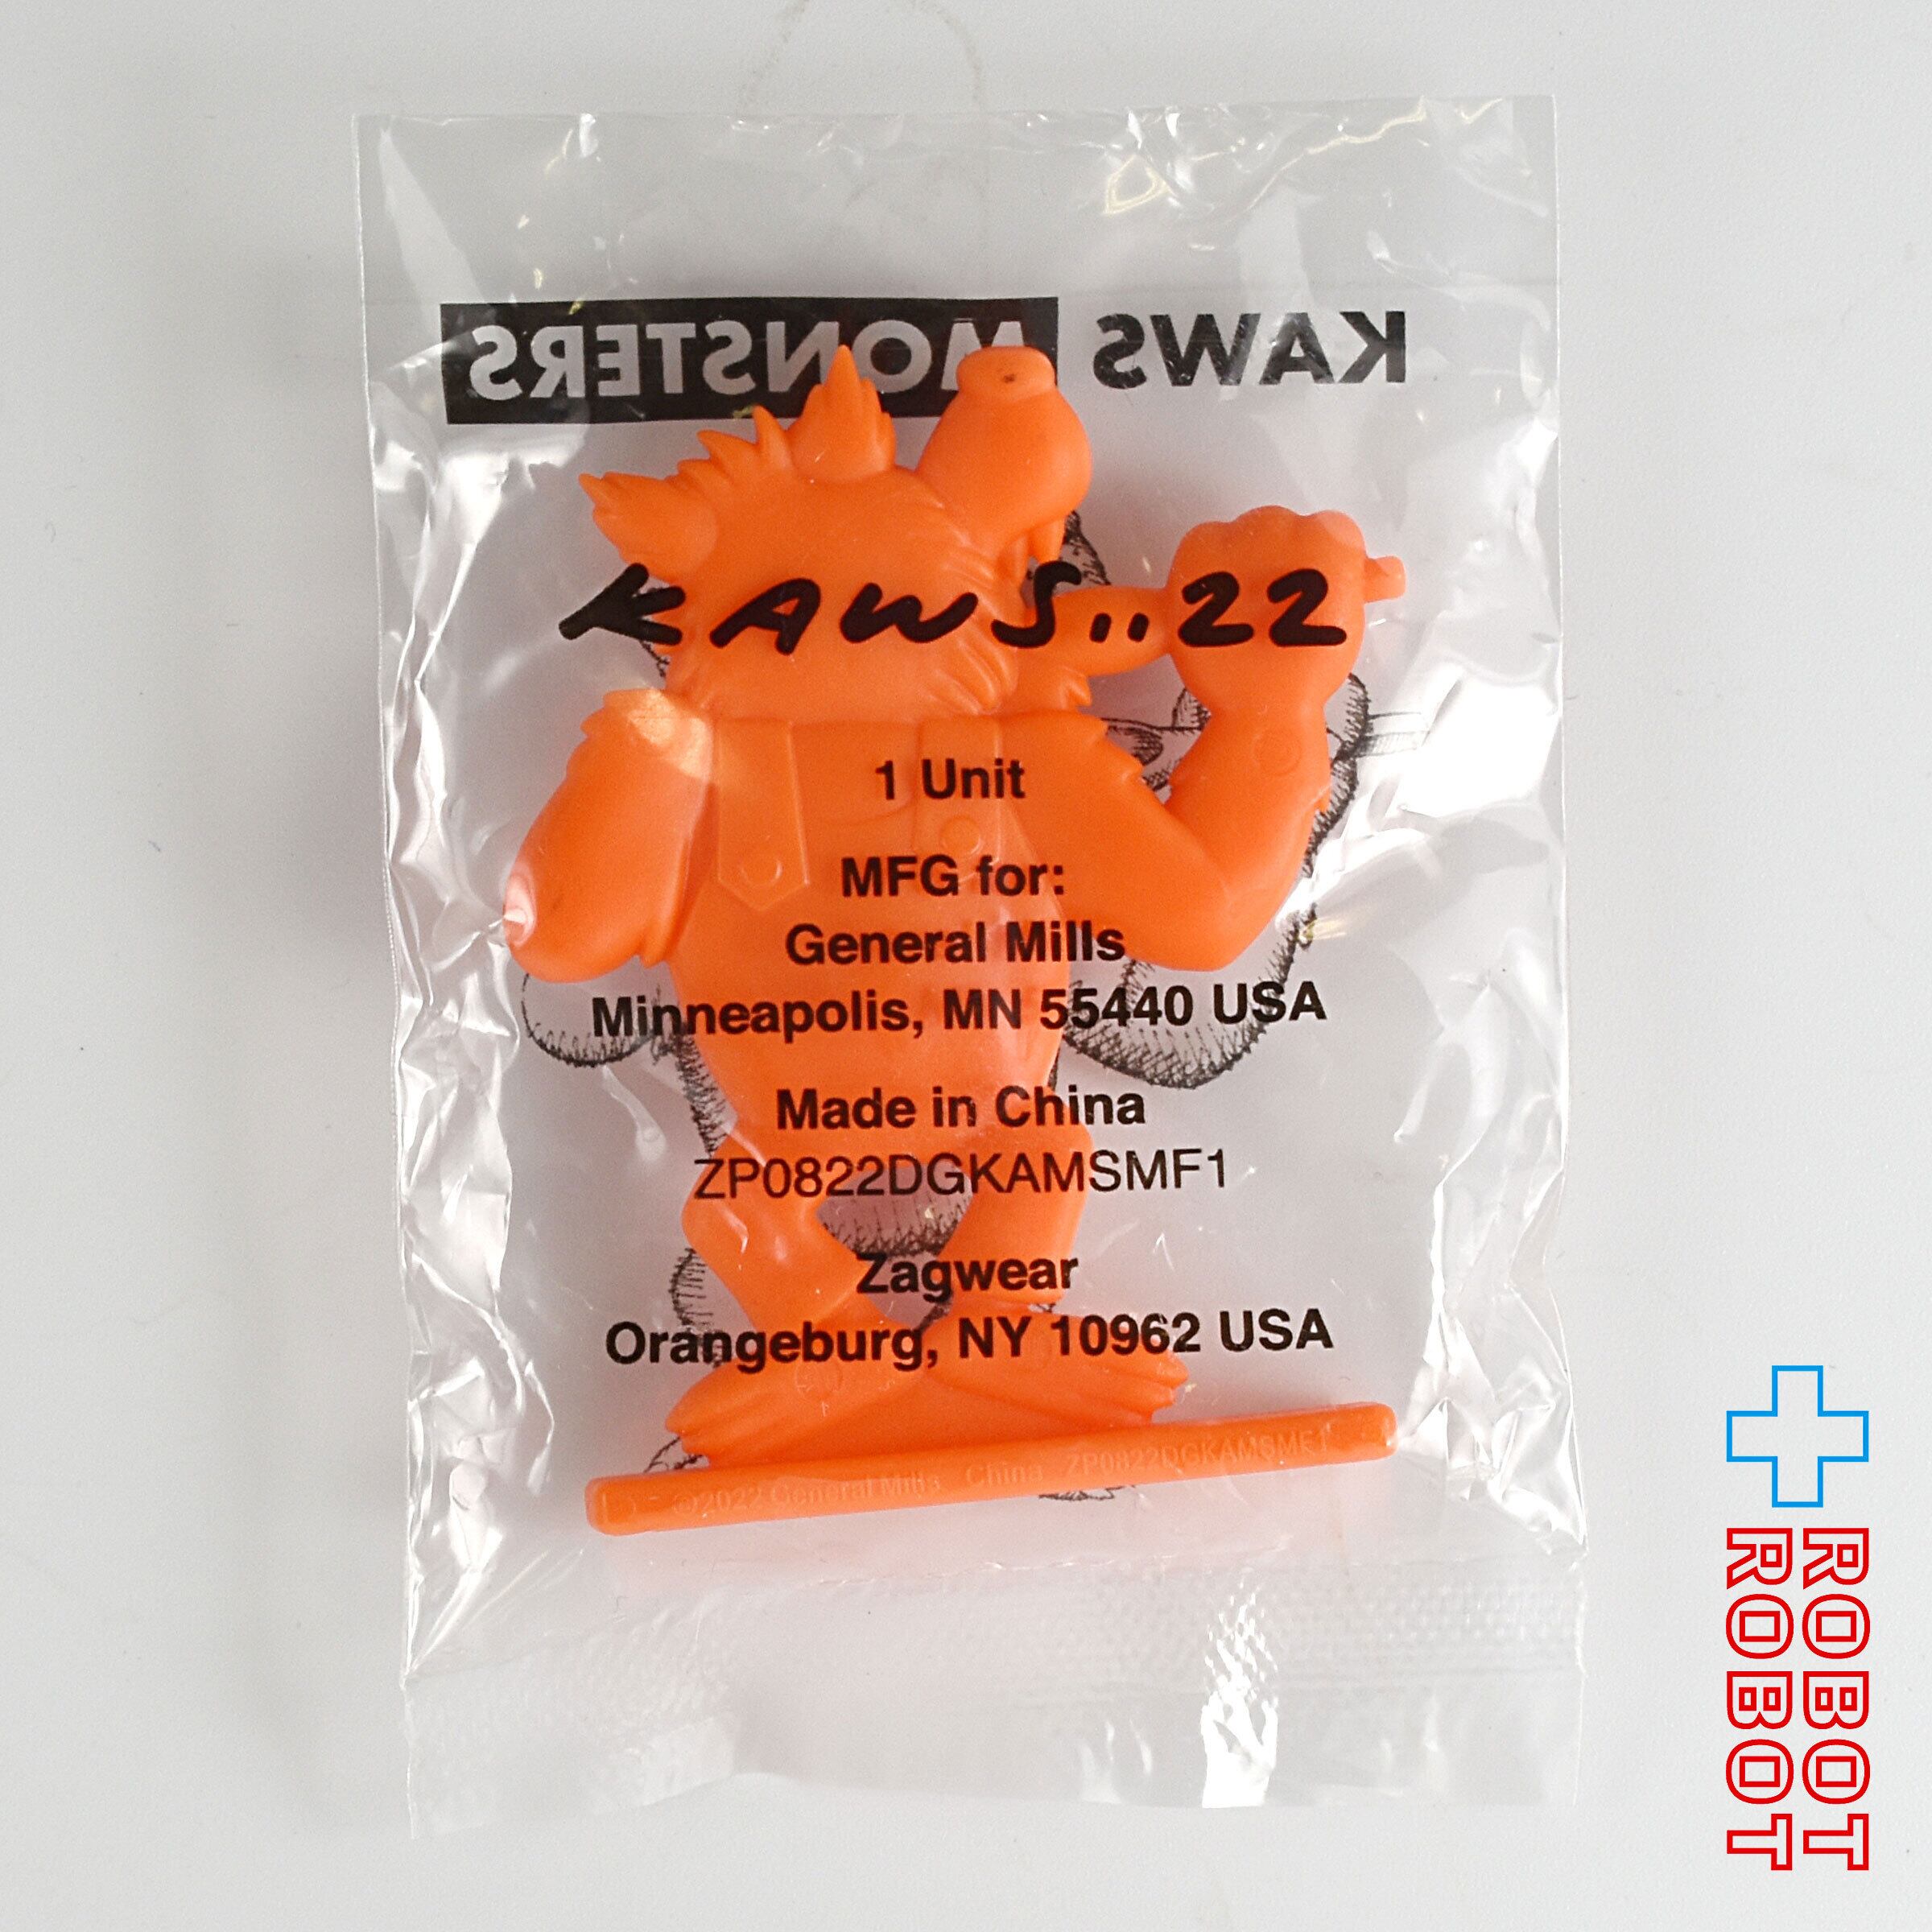 KAWS MONSTERS
KAWS..22
1 Unit
MFG for:
General Mills
Minneapolis, MN 55440 USA
Made in China
ZP0822DGKAMSMF1
Zagwear
Orangeburg, NY 10962 USA
©2022 General Mills China ZP0822DGKAMSMF1
ROBOT
ROBOT